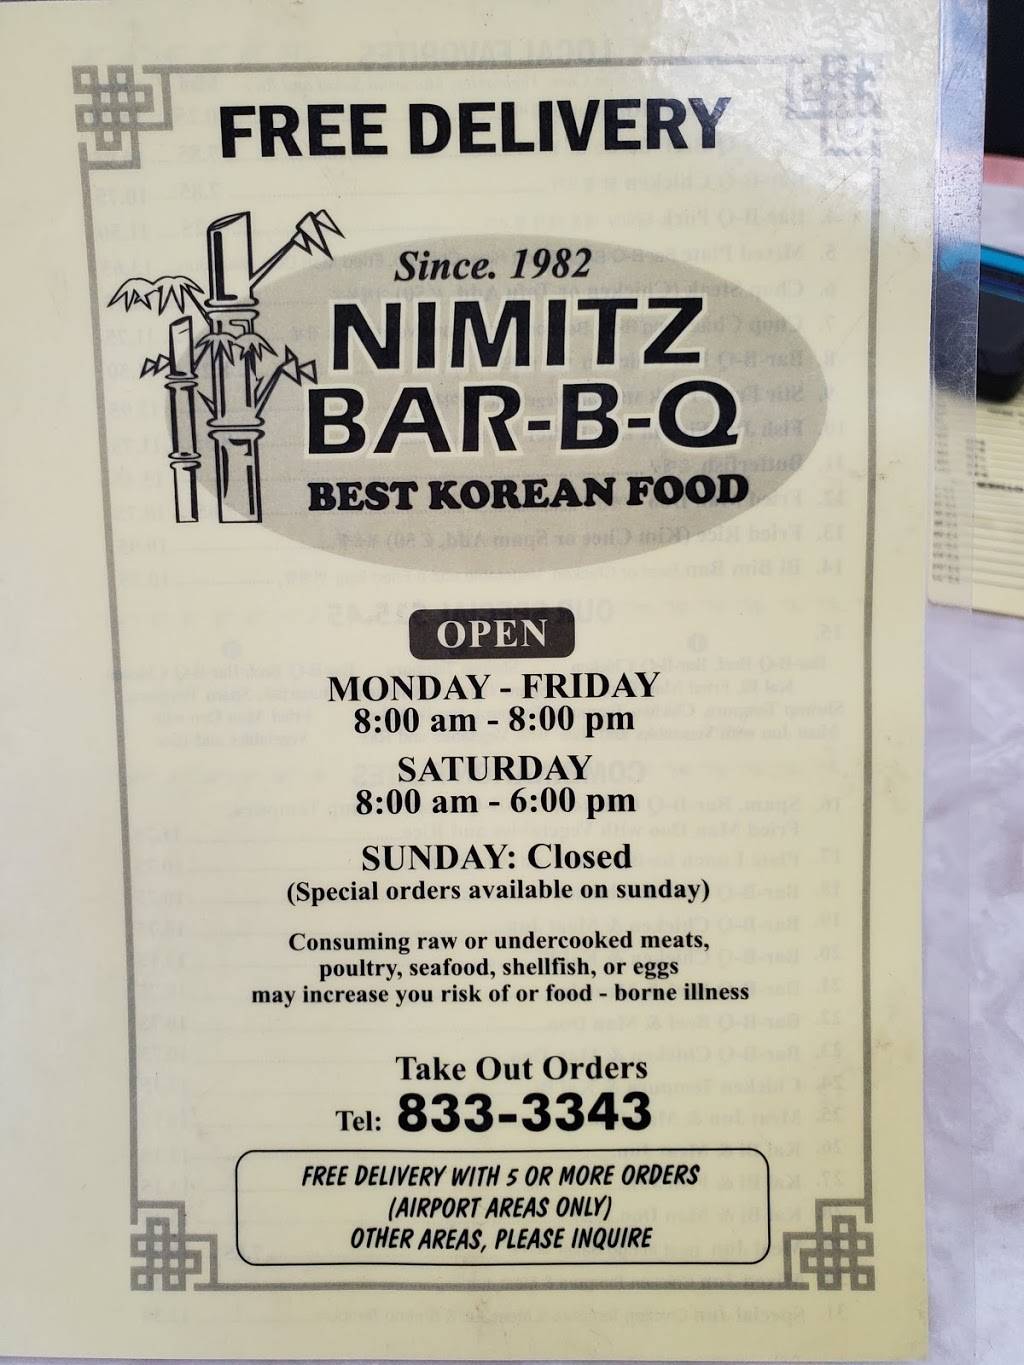 FREE DELIVERY
Since. 1982
NIMITZ
BAR-B-Q
BEST KOREAN FOOD
OPEN
MONDAY - FRIDAY
8:00 am - 8:00 pm
SATURDAY
8:00 am - 6:00 pm
SUNDAY: Closed
(Special orders available on sunday)
Consuming raw or undercooked meats,
poultry, seafood, shellfish, or eggs
may increase you risk of or food - borne illness
Take Out Orders
Tel: 833-3343
FREE DELIVERY WITH 5 OR MORE ORDERS
(AIRPORT AREAS ONLY)
OTHER AREAS, PLEASE INQUIRE